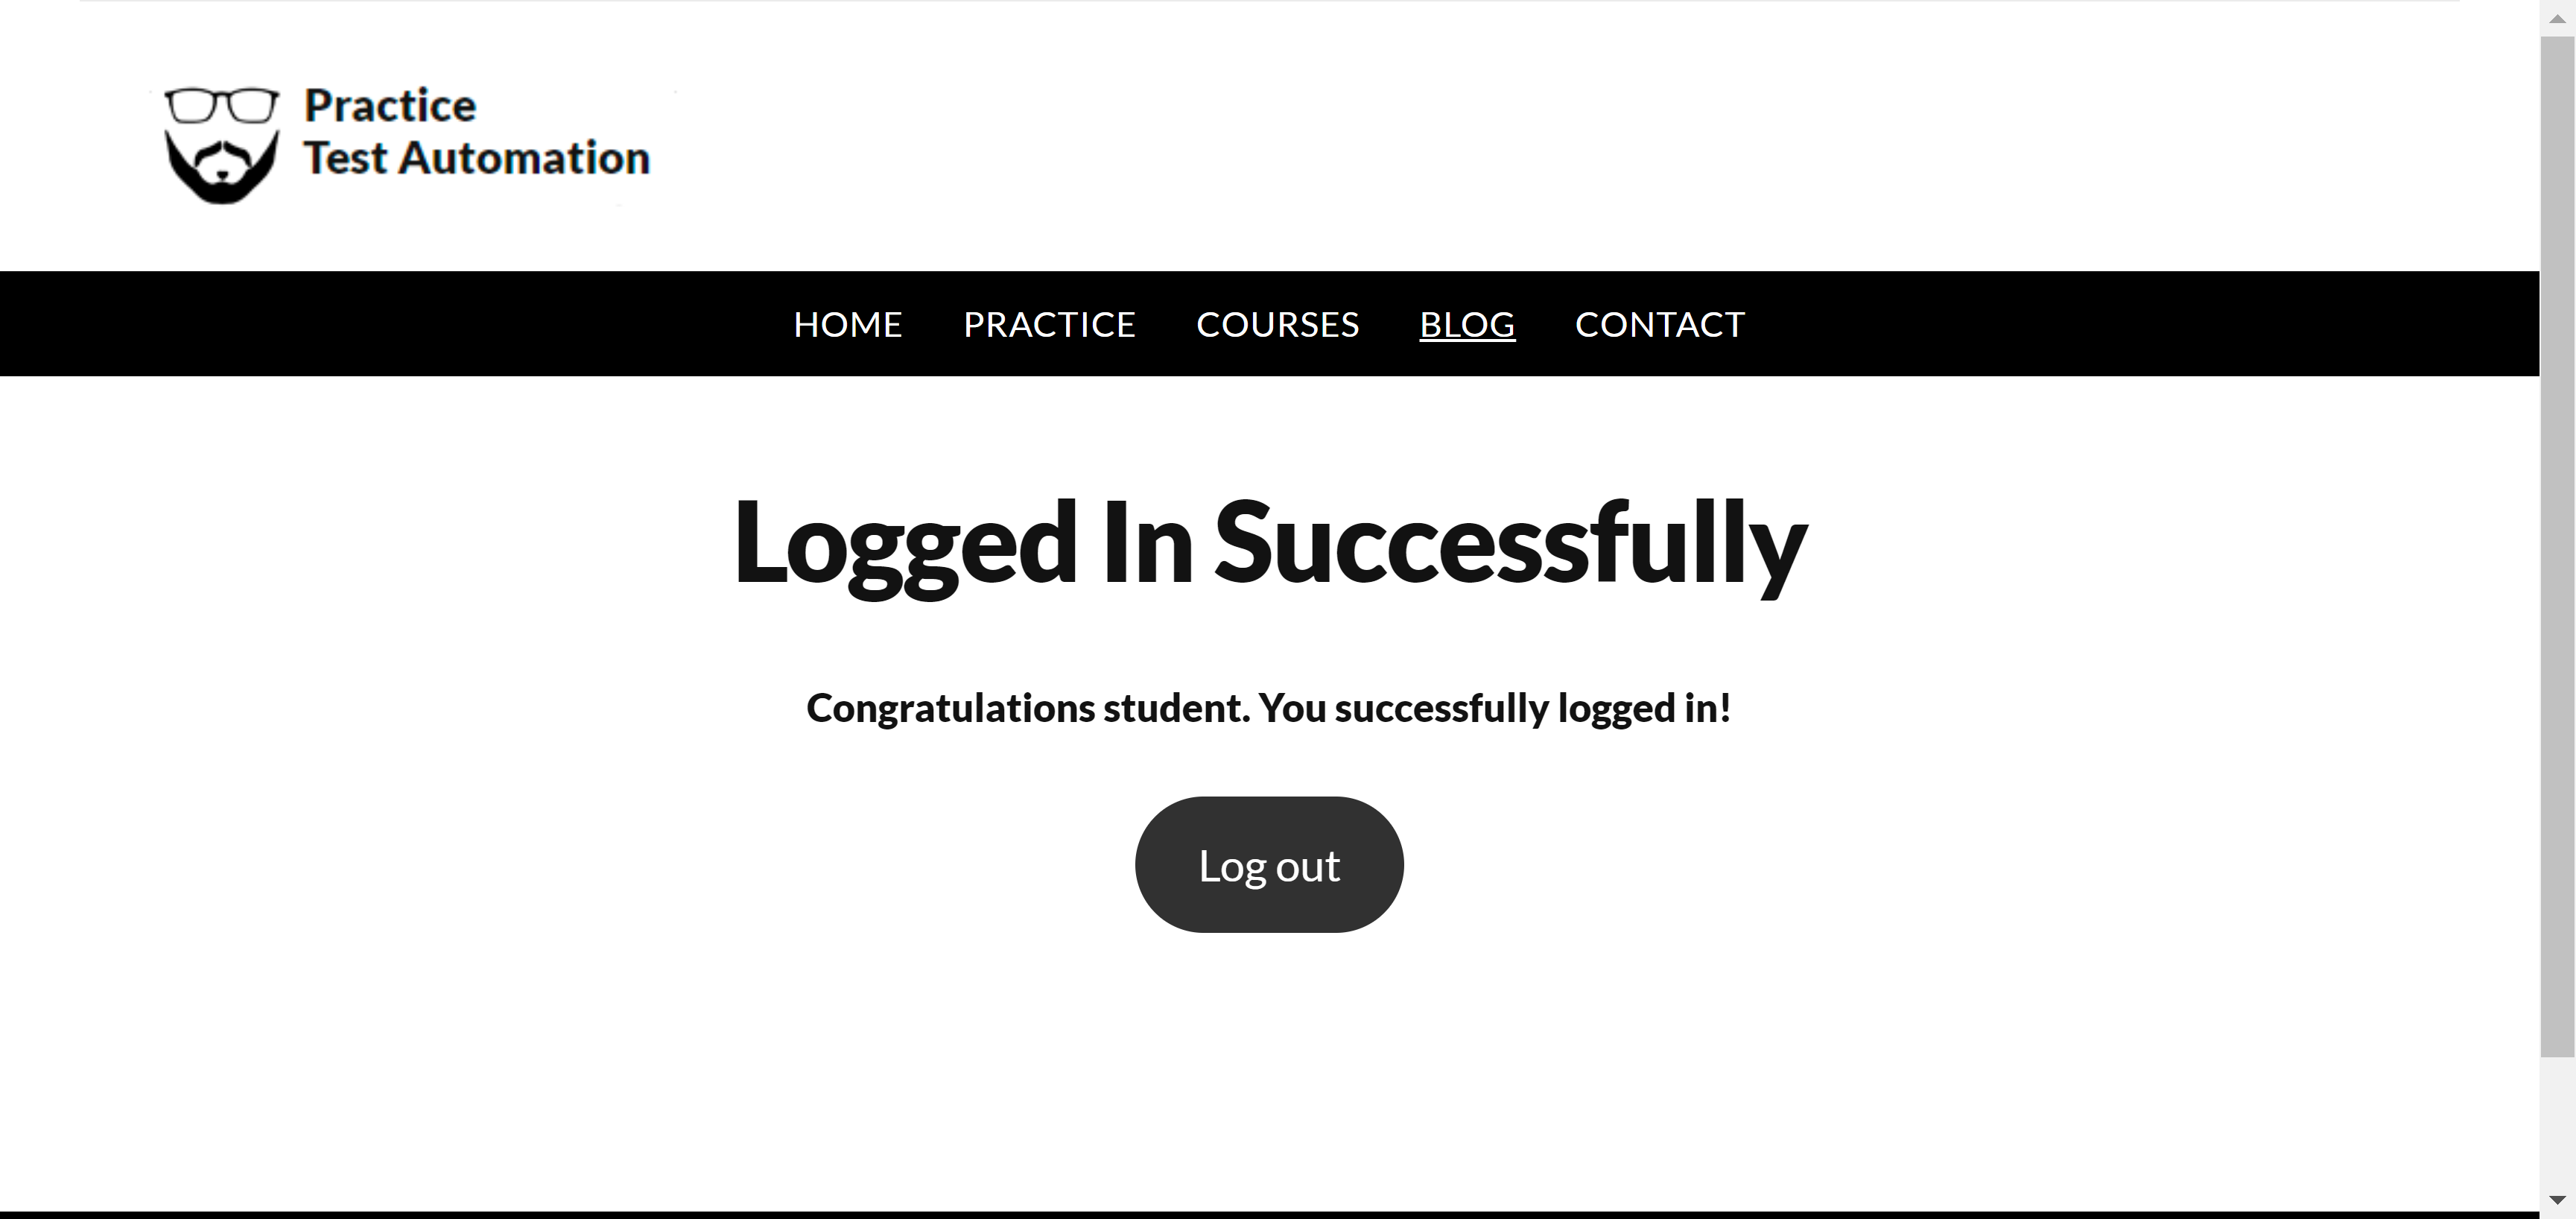 Practice
Test Automation
HOME PRACTICE COURSES BLOG CONTACT
Logged In Successfully
Congratulations student. You successfully logged in!
Log out